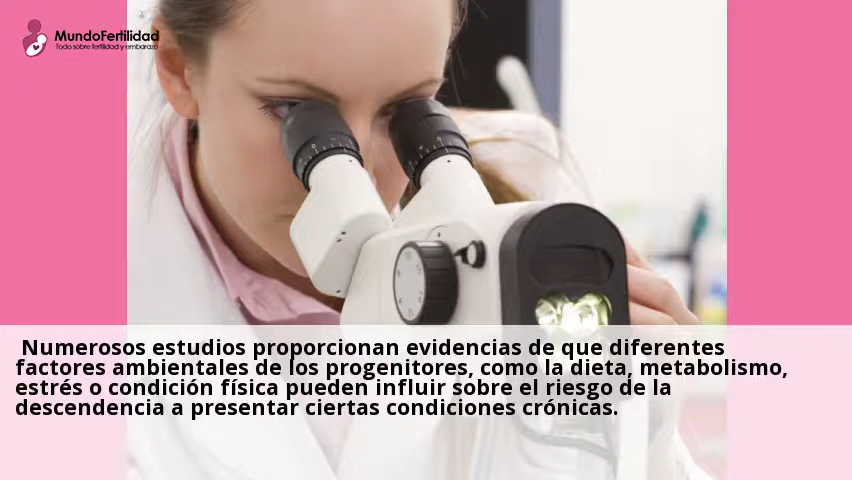 MundoFertilidad
Todo sobre fertilidad y embarazo
Numerosos estudios proporcionan evidencias de que diferentes
factores ambientales de los progenitores, como la dieta, metabolismo,
estrés o condición física pueden influir sobre el riesgo de la
descendencia a presentar ciertas condiciones crónicas.